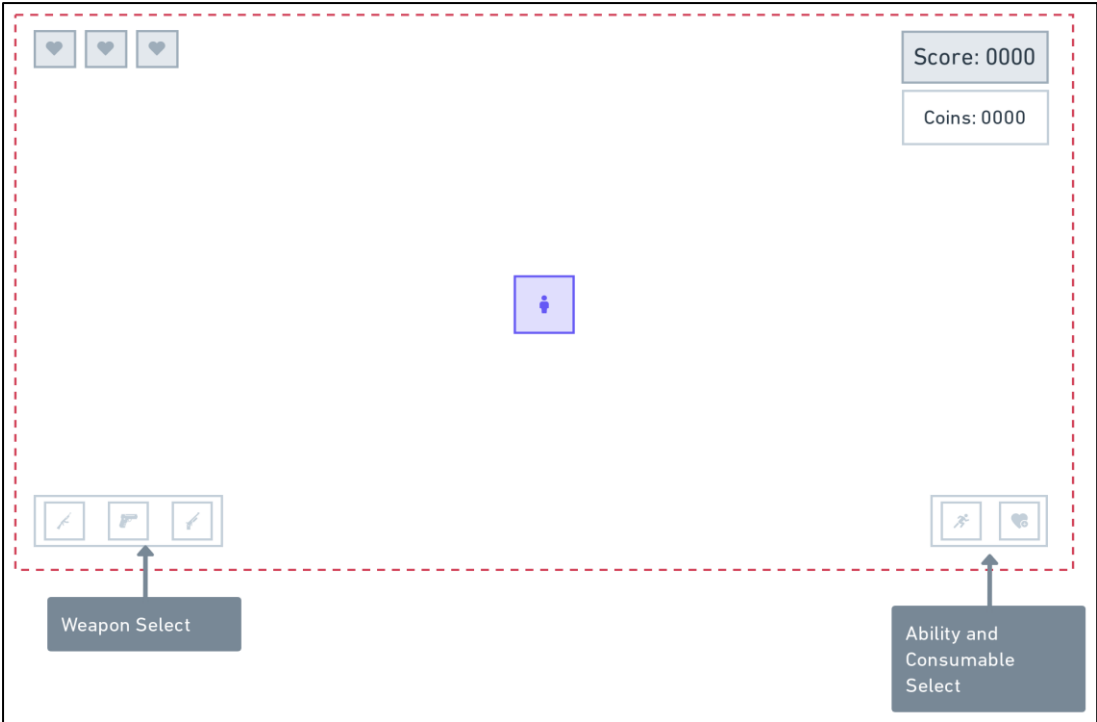 Score: 0000
Coins: 0000
Weapon Select
Ability and
Consumable
Select